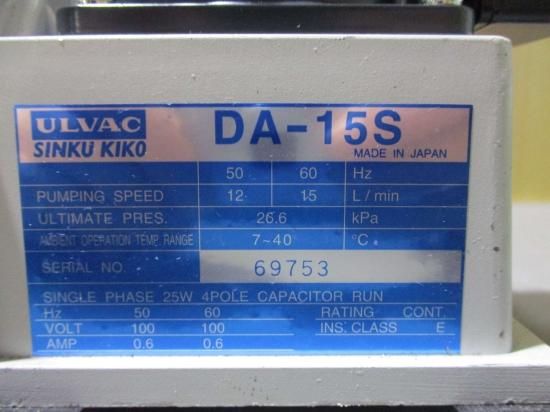 ULVAC DA-15S
SINKU KIKO MADE IN JAPAN
50 60 Hz
PUMPING SPEED 12 15 L / min
ULTIMATE PRES. 26.6 kPa
AMBIENT OPERATION TEMP. RANGE 7~40 °C
SERIAL NO. 69753
SINGLE PHASE 25W 4POLE CAPACITOR RUN
Hz 50 60 RATING CONT.
VOLT 100 100 INS. CLASS E
AMP 0.6 0.6